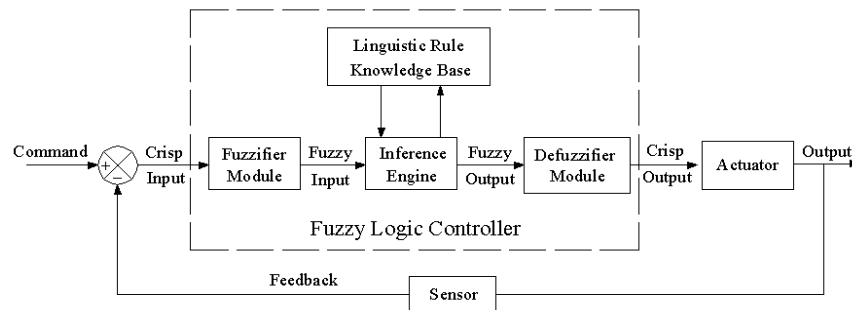 Linguistic Rule
Knowledge Base
Command
+
−
Crisp
Input
Fuzzifier
Module
Fuzzy
Input
Inference
Engine
Fuzzy
Output
Defuzzifier
Module
Crisp
Output
Actuator
Output
Fuzzy Logic Controller
Feedback
Sensor